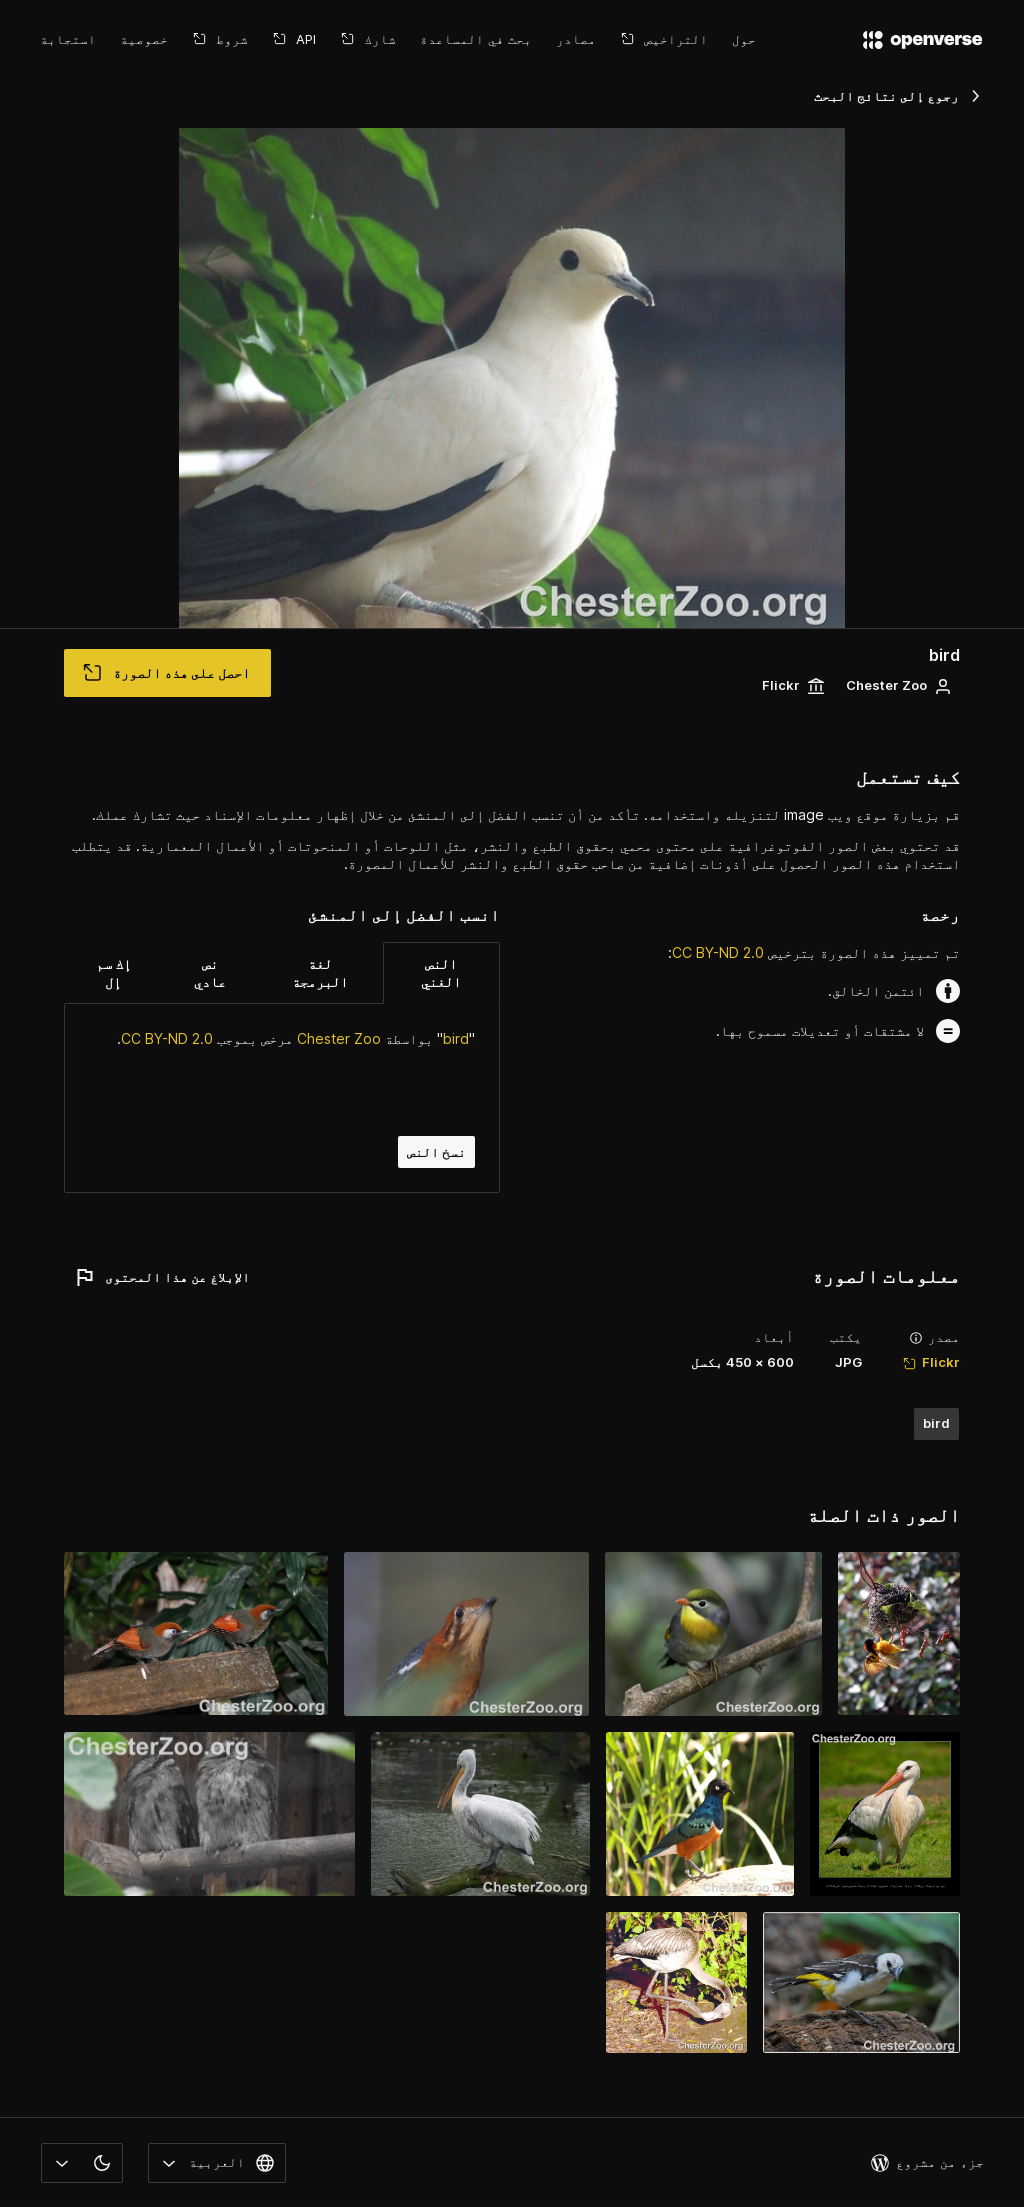 openverse
حول
التراخيص
مصادر
بحث في المساعدة
شارك
API
شروط
خصوصية
استجابة
رجوع إلى نتائج البحث
ChesterZoo.org
bird
Chester Zoo
Flickr
احصل على هذه الصورة
كيف تستعمل
قم بزيارة موقع ويب image لتنزيله واستخدامه. تأكد من أن تنسب الفضل إلى المنشئ من خلال إظهار معلومات الإسناد حيث تشارك عملك.
قد تحتوي بعض الصور الفوتوغرافية على محتوى محمي بحقوق الطبع والنشر، مثل اللوحات أو المنحوتات أو الأعمال المعمارية. قد يتطلب
استخدام هذه الصور الحصول على أذونات إضافية من صاحب حقوق الطبع والنشر للأعمال المصورة.
رخصة
تم تمييز هذه الصورة بترخيص CC BY-ND 2.0:
ائتمن الخالق.
لا مشتقات أو تعديلات مسموح بها.
انسب الفضل إلى المنشئ
النص
الغني
لغة
البرمجة
نص
عادي
إك سم
إل
"bird" بواسطة Chester Zoo مرخص بموجب CC BY-ND 2.0.
نسخ النص
معلومات الصورة
الإبلاغ عن هذا المحتوى
مصدر
Flickr
يكتب
JPG
أبعاد
600 × 450 بكسل
bird
الصور ذات الصلة
ChesterZoo.org
ChesterZoo.org
ChesterZoo.org
ChesterZoo.org
ChesterZoo.org
ChesterZoo.org
ChesterZoo.org
ChesterZoo.org
ChesterZoo.org
جزء من مشروع
العربية